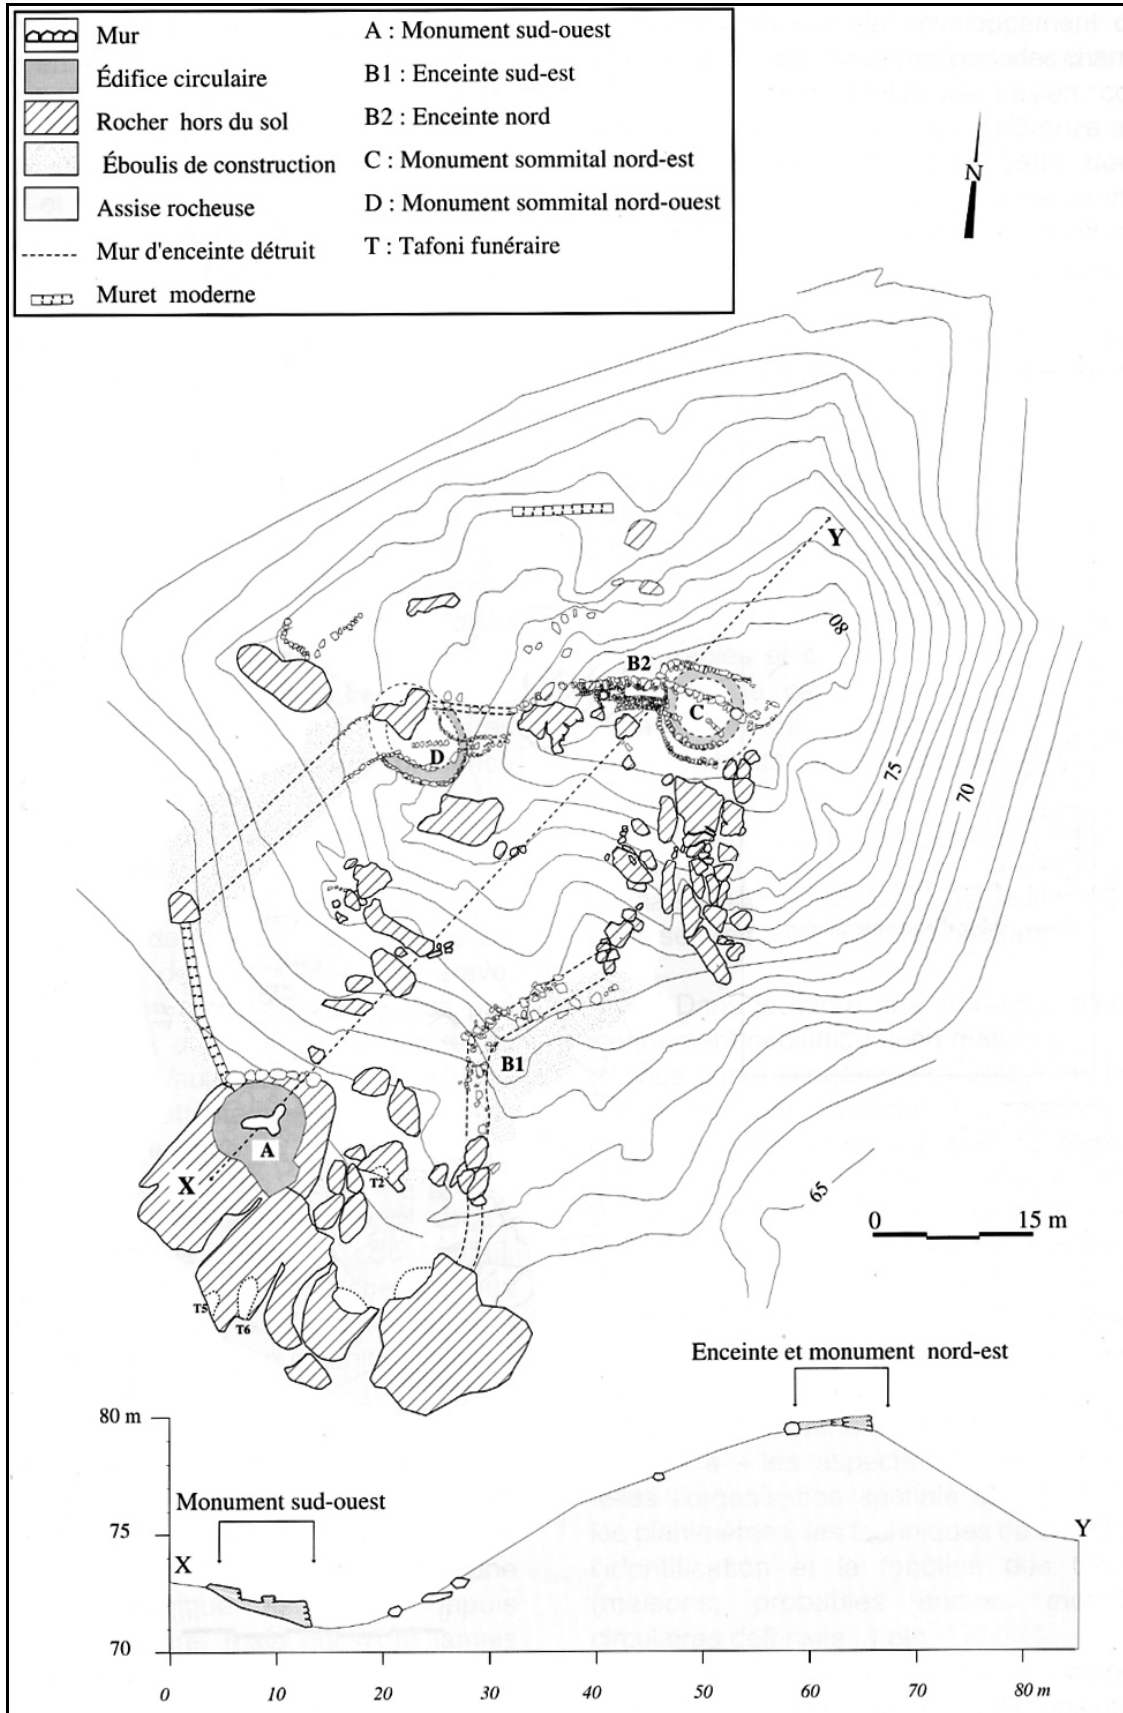 Mur
Édifice circulaire
Rocher hors du sol
Éboulis de construction
Assise rocheuse
Mur d'enceinte détruit
Muret moderne
A : Monument sud-ouest
B1 : Enceinte sud-est
B2 : Enceinte nord
C : Monument sommital nord-est
D : Monument sommital nord-ouest
T : Tafoni funéraire
N
Y
80
B2
C
D
75
70
B1
A
X
T2
65
0 15 m
T5
T6
Enceinte et monument nord-est
80 m
Monument sud-ouest
75
X
Y
70
0 10 20 30 40 50 60 70 80 m